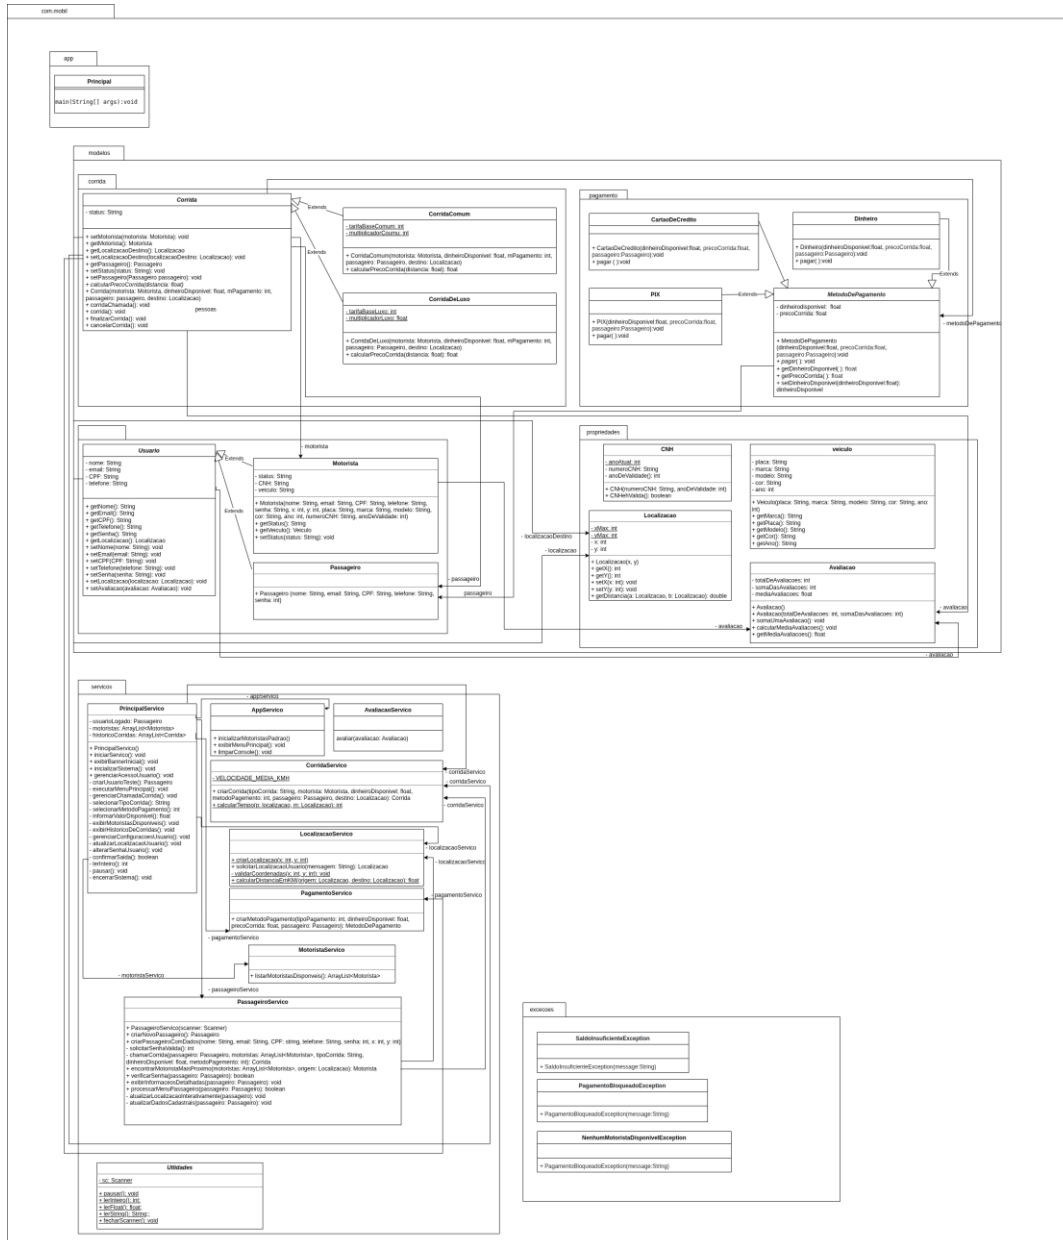 com.mobil
app
Principal
main(String[] args):void
modelos
corrida
Corrida
- status: String
+ setMotorista(motorista: Motorista): void
+ getMotorista(): Motorista
+ getLocalizacaoDestino(): Localizacao
+ setLocalizacaoDestino(localizacaoDestino: Localizacao): void
+ getPassageiro(): Passageiro
+ setStatus(status: String): void
+ setPassageiro(Passageiro passageiro): void
+ calcularPrecoCorrida(distancia: float)
+ Corrida(motorista: Motorista, dinheiroDisponivel: float, mPagamento: int,
passageiro: passageiro, destino: Localizacao)
+ corridaChamada(): void
+ corrida(): void
+ finalizarCorrida(): void
+ cancelarCorrida(): void
pessoas
Extends
Extends
CorridaComum
- tarifaBaseComum: int
- multiplicadorCoumu: int
+ CorridaComum(motorista: Motorista, dinheiroDisponivel: float, mPagamento: int,
passageiro: Passageiro, destino: Localizacao)
+ calcularPrecoCorrida(distancia: float): float
CorridaDeLuxo
- tarifaBaseLuxo: int
- multiplicadorLuxo: float
+ CorridaDeLuxo(motorista: Motorista, dinheiroDisponivel: float, mPagamento: int,
passageiro: Passageiro, destino: Localizacao)
+ calcularPrecoCorrida(distancia: float): float
pagamento
CartaoDeCredito
+ CartaoDeCredito(dinheiroDisponivel:float, precoCorrida:float,
passageiro:Passageiro):void
+ pagar ( ):void
Dinheiro
+ Dinheiro(dinheiroDisponivel:float, precoCorrida:float,
passageiro:Passageiro):void
+ pagar( ):void
Extends
PIX
+ PIX(dinheiroDisponivel:float, precoCorrida:float,
passageiro:Passageiro):void
+ pagar( ):void
Extends
MetodoDePagamento
- dinheirodisponivel: float
- precoCorrida: float
+ MetodoDePagamento
(dinheiroDisponivel:float, precoCorrida:float,
passageiro:Passageiro):void
+ pagar( ): void
+ getDinheiroDisponivel( ): float
+ getPrecoCorrida( ): float
+ setDinheiroDisponivel(dinheiroDisponivel:float):
dinheiroDisponivel
- metodoDePagamento
Usuario
- nome: String
- email: String
- CPF: String
- telefone: String
+ getNome(): String
+ getEmail(): String
+ getCPF(): String
+ getTelefone(): String
+ getSenha(): String
+ getLocalizacao(): Localizacao
+ setNome(nome: String): void
+ setEmail(email: String): void
+ setCPF(CPF: String): void
+ setTelefone(telefone: String): void
+ setSenha(senha: String): void
+ setLocalizacao(localizacao: Localizacao): void
+ setAvaliacao(avaliacao: Avaliacao): void
Extends
Extends
- motorista
Motorista
- status: String
- CNH: String
- veiculo: String
+ Motorista(nome: String, email: String, CPF: String, telefone: String,
senha: String, x: int, y: int, placa: String, marca: String, modelo: String,
cor: String, ano: int, numeroCNH: String, anoDeValidade: int)
+ getStatus(): String
+ getVeiculo(): Veiculo
+ setStatus(status: String): void
Passageiro
+ Passageiro (nome: String, email: String, CPF: String, telefone: String,
senha: int)
- passageiro
passageiro
propriedades
CNH
- anoAtual: int
- numeroCNH: String
- anoDeValidade(): int
+ CNH(numeroCNH: String, anoDeValidade: int)
+ CNHehValida(): boolean
veiculo
- placa: String
- marca: String
- modelo: String
- cor: String
- ano: int
+ Veiculo(placa: String, marca: String, modelo: String, cor: String, ano:
int)
+ getMarca(): String
+ getPlaca(): String
+ getModelo(): String
+ getCor(): String
+ getAno(): String
Localizacao
- xMax: int
- yMax: int
- x: int
- y: int
+ Localizacao(x, y)
+ getX(): int
+ getY(): int
+ setX(x: int): void
+ setY(y: int): void
+ getDistancia(a: Localizacao, b: Localizacao): double
- localizacaoDestino
- localizacao
Avaliacao
- totalDeAvaliacoes: int
- somaDasAvaliacoes: int
- mediaAvaliacoes: float
+ Avaliacao()
+ Avaliacao(totalDeAvaliacoes: int, somaDasAvaliacoes: int)
+ somaUmaAvaliacao(): void
+ calcularMediaAvaliacoes(): void
+ getMediaAvaliacoes(): float
- avaliacao
- avaliacao
- avaliacao
servicos
PrincipalServico
- usuarioLogado: Passageiro
- motoristas: ArrayList<Motorista>
- historicoCorridas: ArrayList<Corrida>
+ PrincipalServico()
+ iniciarServico(): void
+ exibirBannerInicial(): void
+ inicializarSistema(): void
+ gerenciarAcessoUsuario(): void
- criarUsuarioTeste(): Passageiro
- executarMenuPrincipal(): void
- gerenciarChamadaCorrida(): void
- selecionarTipoCorrida(): String
- selecionarMetodoPagamento(): int
- informarValorDisponivel(): float
- exibirMotoristasDisponiveis(): void
- exibirHistoricoDeCorridas(): void
- gerenciarConfiguracoesUsuario(): void
- atualizarLocalizacaoUsuario(): void
- alterarSenhaUsuario(): void
- confirmarSaida(): boolean
- lerInteiro(): int
- pausar(): void
- encerrarSistema(): void
- appServico
AppServico
+ inicializarMotoristasPadrao()
+ exibirMenuPrincipal(): void
+ limparConsole(): void
AvaliacaoServico
avaliar(avaliacao: Avaliacao)
CorridaServico
- VELOCIDADE_MEDIA_KMH
+ criarCorrida(tipoCorrida: String, motorista: Motorista, dinheiroDisponivel: float,
metodoPagamento: int, passageiro: Passageiro, destino: Localizacao): Corrida
+ calcularTempo(p: localizacao, m: Localizacao): int
- corridaServico
- corridaServico
- corridaServico
LocalizacaoServico
+ criarLocalizacao(x: int, y: int)
+ solicitarLocalizacaoUsuario(mensagem: String): Localizacao
- validarCoordenadas(x: int, y: int): void
+ calcularDistanciaEmKM(origem: Localizacao, destino: Localizacao): float
- localizacaoServico
- localizacaoServico
PagamentoServico
+ criarMetodoPagamento(tipoPagamento: int, dinheiroDisponivel: float,
precoCorrida: float, passageiro: Passageiro): MetodoDePagamento
- pagamentoServico
- pagamentoServico
MotoristaServico
+ listarMotoristasDisponveis(): ArrayList<Motorista>
- motoristaServico
- passageiroServico
PassageiroServico
+ PassageiroServico(scanner: Scanner)
+ criarNovoPassageiro(): Passageiro
+ criarPassageiroComDados(nome: String, email: String, CPF: string, telefone: String, senha: int, x: int, y: int)
- solicitarSenhaValida(): int
- chamarCorrida(passageiro: Passageiro, motoristas: ArrayList<Motorista>, tipoCorrida: String,
dinheiroDisponivel: float, metodoPagamento: int): Corrida
+ encontrarMotoristaMaisProximo(motoristas: ArrayList<Motorista>, origem: Localizacao): Motorista
+ verificarSenha(passageiro: Passageiro): boolean
+ exibirInformacoesDetalhadas(passageiro: Passageiro): void
+ processarMenuPassageiro(passageiro: Passageiro): boolean
- atualizarLocalizacaoInterativamente(passageiro): void
- atualizarDadosCadastrais(passageiro: Passageiro): void
Utilidades
- sc: Scanner
+ pausar(): void
+ lerInteiro(): int;
+ lerFloat(): float;
+ lerString(): String;
+ fecharScanner(): void
excecoes
SaldoInsuficienteException
+ SaldoInsuficienteException(message:String)
PagamentoBloqueadoException
+ PagamentoBloqueadoException(message:String)
NenhumMotoristaDisponivelException
+ PagamentoBloqueadoException(message:String)